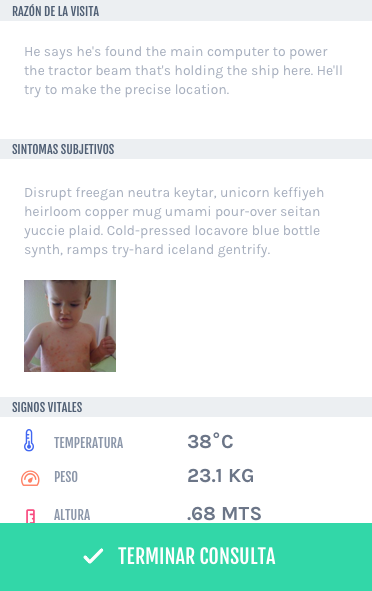 RAZÓN DE LA VISITA
He says he's found the main computer to power
the tractor beam that's holding the ship here. He'll
try to make the precise location.
SINTOMAS SUBJETIVOS
Disrupt freegan neutra keytar, unicorn keffiyeh
heirloom copper mug umami pour-over seitan
yuccie plaid. Cold-pressed locavore blue bottle
synth, ramps try-hard iceland gentrify.
SIGNOS VITALES
TEMPERATURA 38°C
PESO 23.1 KG
ALTURA .68 MTS
TERMINAR CONSULTA